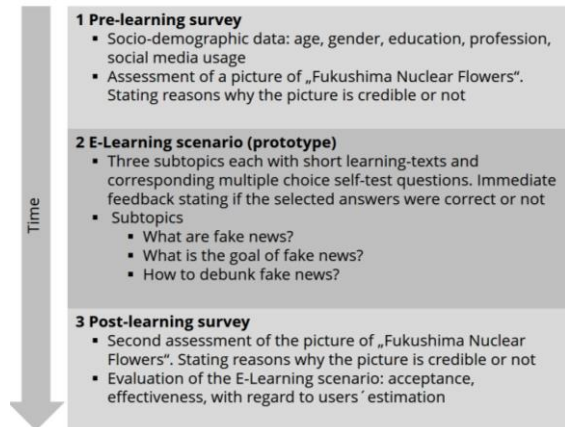 Time
1 Pre-learning survey
▪ Socio-demographic data: age, gender, education, profession,
social media usage
▪ Assessment of a picture of „Fukushima Nuclear Flowers“.
Stating reasons why the picture is credible or not
2 E-Learning scenario (prototype)
▪ Three subtopics each with short learning-texts and
corresponding multiple choice self-test questions. Immediate
feedback stating if the selected answers were correct or not
▪ Subtopics
▪ What are fake news?
▪ What is the goal of fake news?
▪ How to debunk fake news?
3 Post-learning survey
▪ Second assessment of the picture of „Fukushima Nuclear
Flowers“. Stating reasons why the picture is credible or not
▪ Evaluation of the E-Learning scenario: acceptance,
effectiveness, with regard to users´estimation